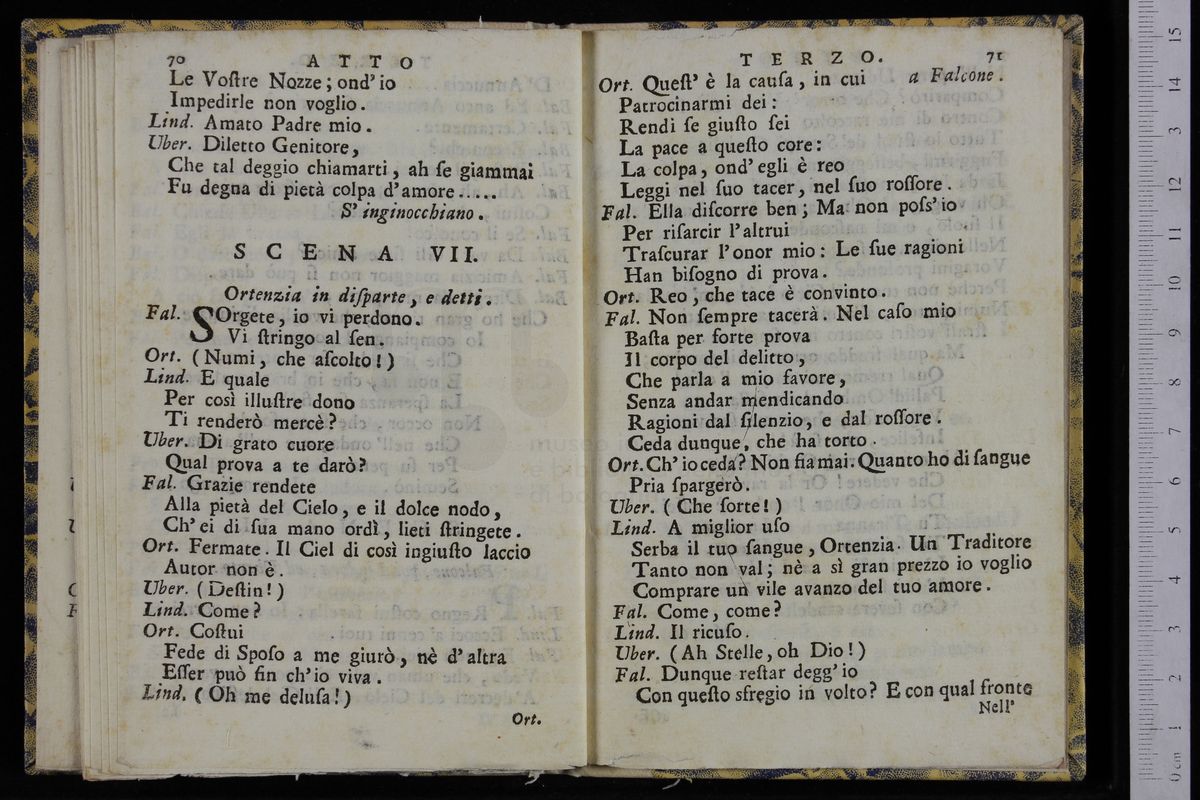 70 ATTO
Le Voſtre Nozze; ond' io
Impedirle non voglio.
Lind. Amato Padre mio.
Uber. Diletto Genitore,
Che tal deggio chiamarti, ah ſe giammai
Fu degna di pietà colpa d'amore.....
S' inginocchiano.
SCENA VII.
Ortenzia in diſparte, e detti.
Fal. SOrgete, io vi perdono.
Vi ſtringo al ſen.
Ort. (Numi, che aſcolto!)
Lind. E quale
Per così illuſtre dono
Ti renderò mercè?
Uber. Di grato cuore
Qual prova a te darò?
Fal. Grazie rendete
Alla pietà del Cielo, e il dolce nodo,
Ch' ei di ſua mano ordì, lieti ſtringete.
Ort. Fermate. Il Ciel di così ingiuſto laccio
Autor non è.
Uber. (Deſtin!)
Lind. Come?
Ort. Coſtui
Fede di Spoſo a me giurò, nè d'altra
Eſſer può fin ch'io viva.
Lind. (Oh me deluſa!)
Ort.
TERZO. 71
Ort. Queſt' è la cauſa, in cui a Falcone.
Patrocinarmi dei:
Rendi ſe giuſto ſei
La pace a queſto core:
La colpa, ond' egli è reo
Leggi nel ſuo tacer, nel ſuo roſſore.
Fal. Ella diſcorre ben; Ma non poſs' io
Per riſarcir l'altrui
Traſcurar l'onor mio: Le ſue ragioni
Han biſogno di prova.
Ort. Reo, che tace è convinto.
Fal. Non ſempre tacerà. Nel caſo mio
Baſta per forte prova
Il corpo del delitto,
Che parla a mio favore,
Senza andar mendicando
Ragioni dal ſilenzio, e dal roſſore.
Ceda dunque, che ha torto.
Ort. Ch' io ceda? Non fia mai. Quanto ho di ſangue
Pria ſpargerò.
Uber. (Che ſorte!)
Lind. A miglior uſo
Serba il tuo ſangue, Ortenzia. Un Traditore
Tanto non val; nè a sì gran prezzo io voglio
Comprare un vile avanzo del tuo amore.
Fal. Come, come?
Lind. Il ricuſo.
Uber. (Ah Stelle, oh Dio!)
Fal. Dunque reſtar degg' io
Con queſto sfregio in volto? E con qual fronte
Nell'